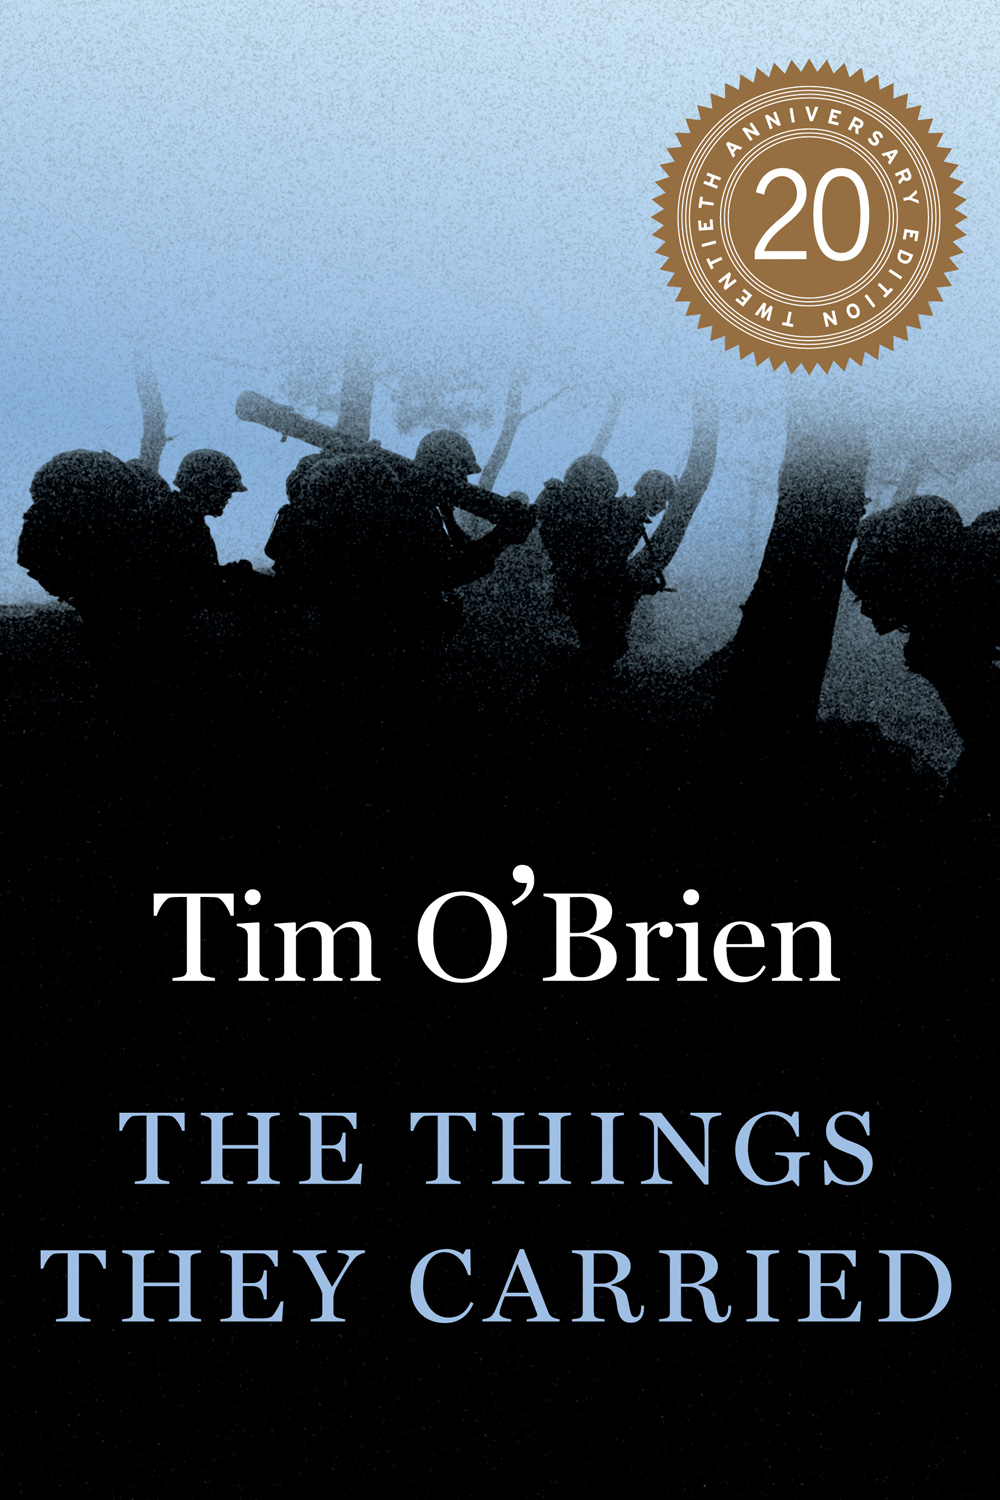 TWENTIETH ANNIVERSARY EDITION
20
Tim O’Brien
THE THINGS
THEY CARRIED